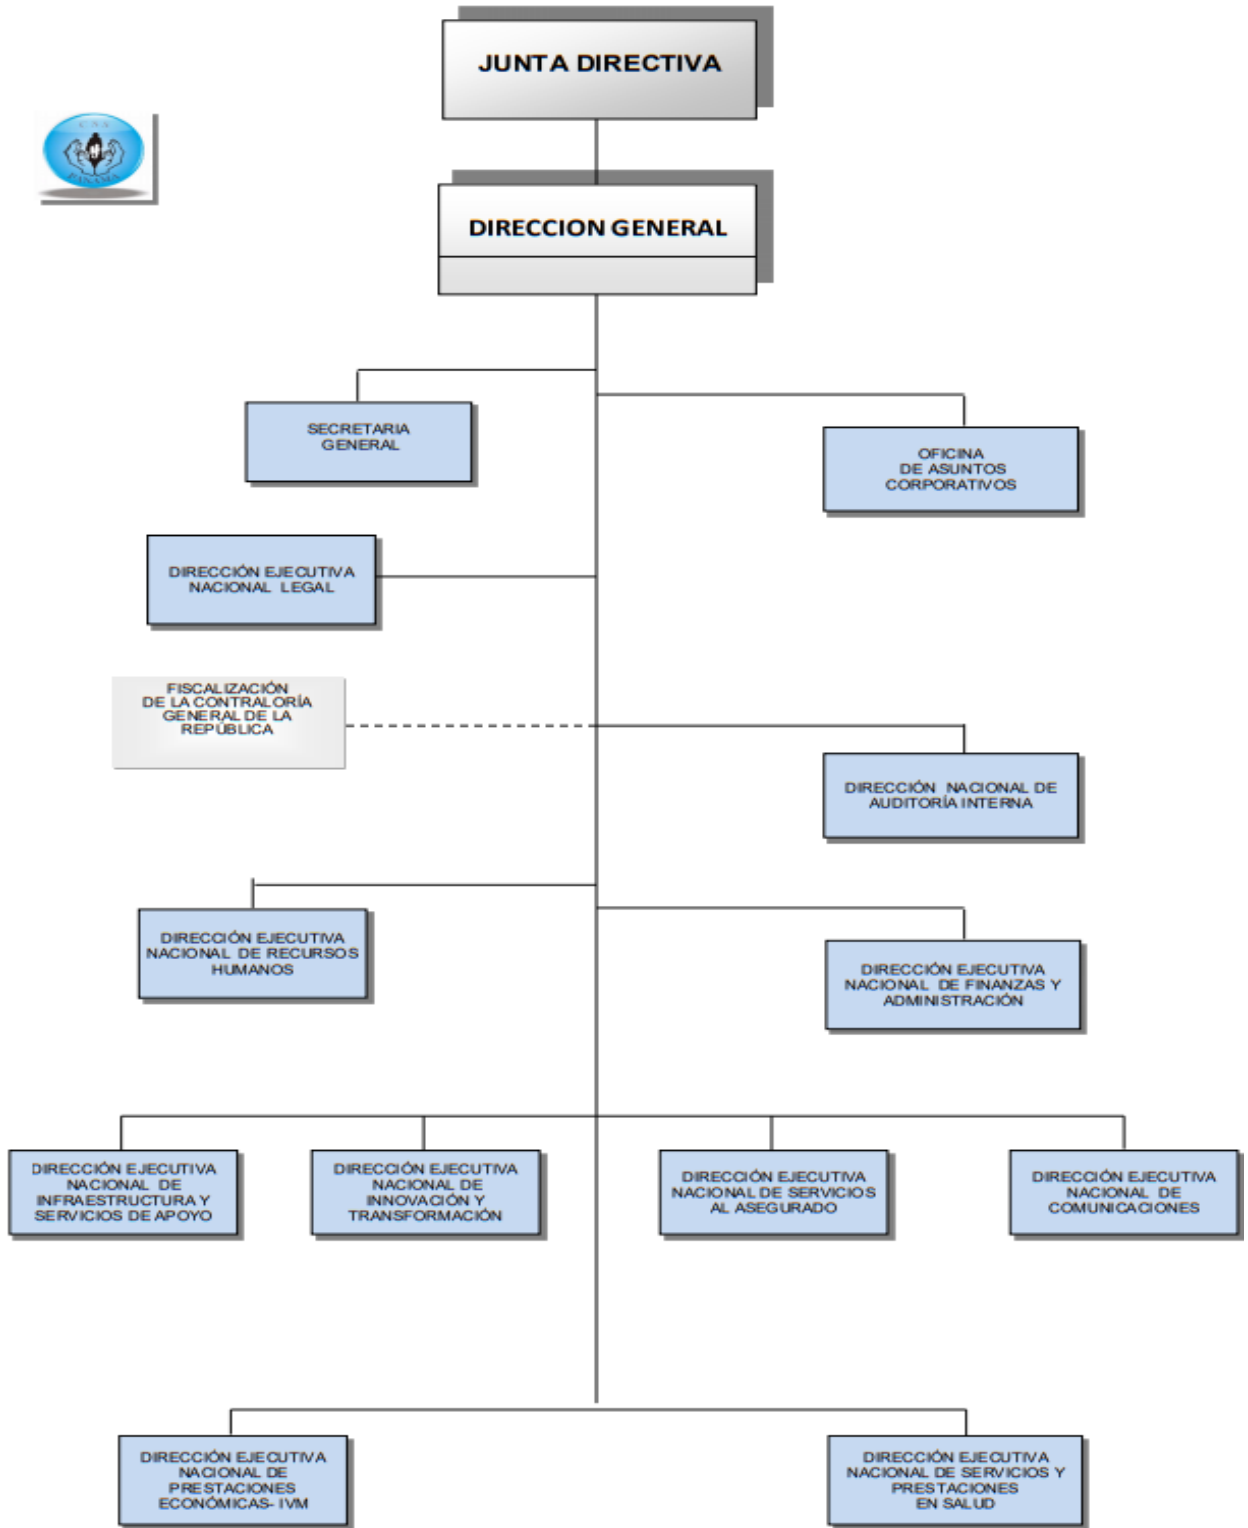 JUNTA DIRECTIVA
C S S
PANAMA
DIRECCION GENERAL
SECRETARIA
GENERAL
OFICINA
DE ASUNTOS
CORPORATIVOS
DIRECCIÓN EJECUTIVA
NACIONAL LEGAL
FISCALIZACIÓN
DE LA CONTRALORÍA
GENERAL DE LA
REPÚBLICA
DIRECCIÓN NACIONAL DE
AUDITORÍA INTERNA
DIRECCIÓN EJECUTIVA
NACIONAL DE RECURSOS
HUMANOS
DIRECCIÓN EJECUTIVA
NACIONAL DE FINANZAS Y
ADMINISTRACIÓN
DIRECCIÓN EJECUTIVA
NACIONAL DE
INFRAESTRUCTURA Y
SERVICIOS DE APOYO
DIRECCIÓN EJECUTIVA
NACIONAL DE
INNOVACIÓN Y
TRANSFORMACIÓN
DIRECCIÓN EJECUTIVA
NACIONAL DE SERVICIOS
AL ASEGURADO
DIRECCIÓN EJECUTIVA
NACIONAL DE
COMUNICACIONES
DIRECCIÓN EJECUTIVA
NACIONAL DE
PRESTACIONES
ECONÓMICAS- IVM
DIRECCIÓN EJECUTIVA
NACIONAL DE SERVICIOS Y
PRESTACIONES
EN SALUD